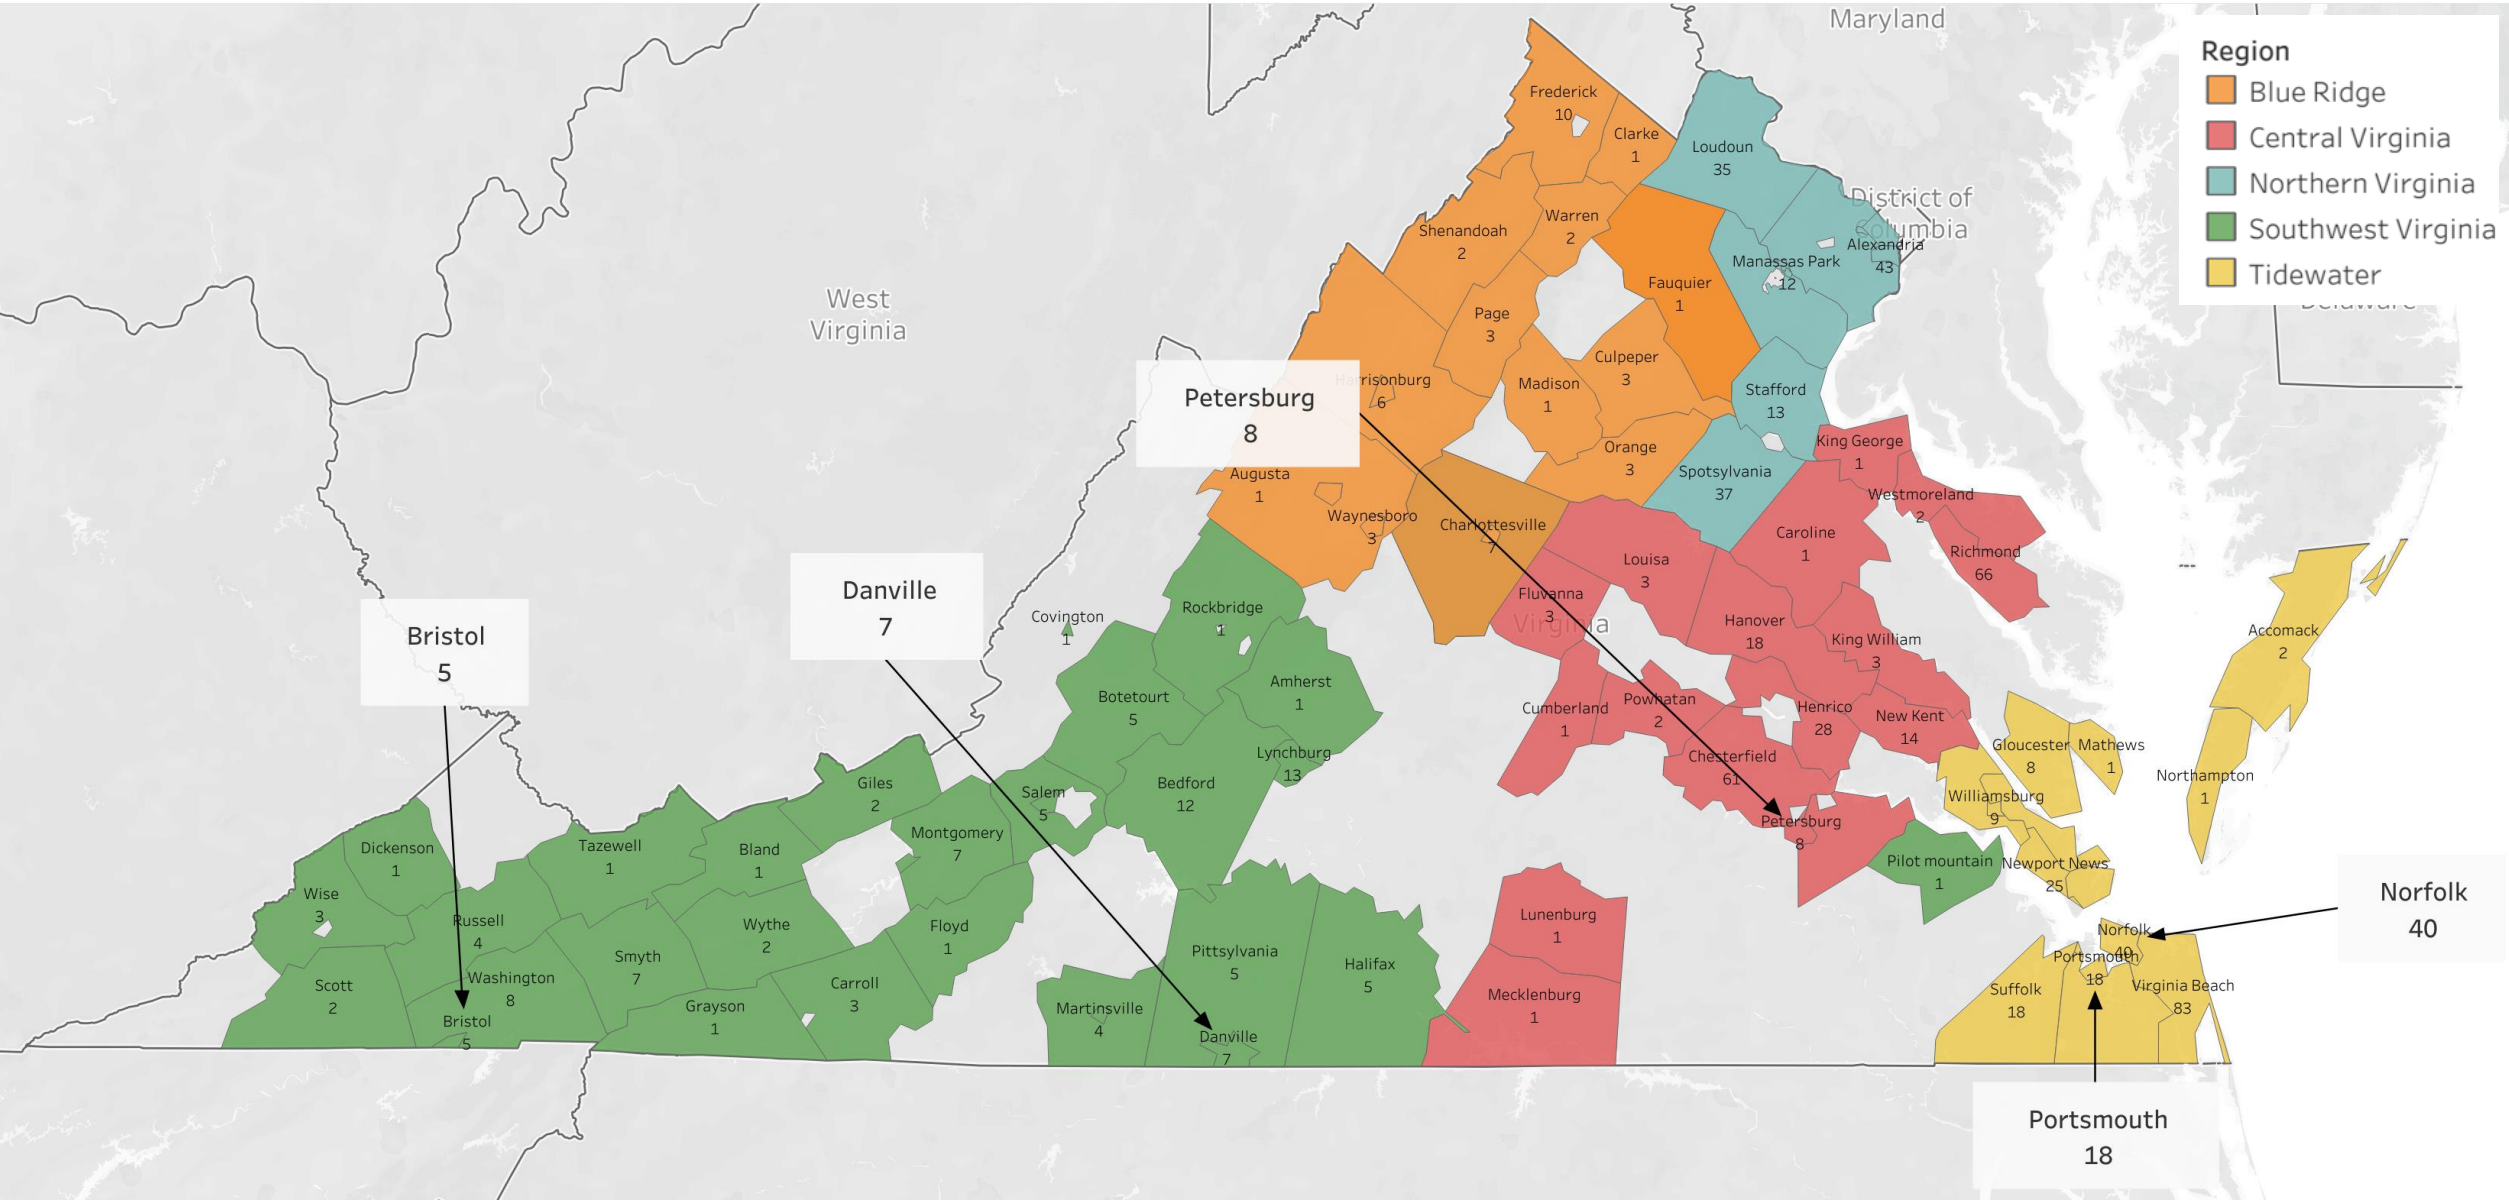 Maryland
Region
Blue Ridge
Central Virginia
Northern Virginia
Southwest Virginia
Tidewater
Delaware
District of
Columbia
West
Virginia
Virginia
Frederick
10
Clarke
1
Loudoun
35
Shenandoah
2
Warren
2
Alexandria
43
Manassas Park
12
Fauquier
1
Page
3
Culpeper
3
Madison
1
Harrisonburg
6
Stafford
13
Petersburg
8
Orange
3
King George
1
Augusta
1
Spotsylvania
37
Westmoreland
2
Waynesboro
3
Charlottesville
7
Caroline
1
Richmond
66
Louisa
3
Fluvanna
3
Danville
7
Covington
1
Rockbridge
1
Hanover
18
King William
3
Accomack
2
Bristol
5
Botetourt
5
Amherst
1
Cumberland
1
Powhatan
2
Henrico
28
New Kent
14
Gloucester
8
Mathews
1
Northampton
1
Lynchburg
13
Chesterfield
61
Giles
2
Salem
5
Bedford
12
Williamsburg
9
Petersburg
8
Montgomery
7
Dickenson
1
Tazewell
1
Bland
1
Pilot mountain
1
Newport News
25
Wise
3
Russell
4
Wythe
2
Floyd
1
Lunenburg
1
Norfolk
40
Norfolk
40
Pittsylvania
5
Halifax
5
Smyth
7
Washington
8
Scott
2
Carroll
3
Grayson
1
Martinsville
4
Mecklenburg
1
Portsmouth
18
Suffolk
18
Virginia Beach
83
Bristol
5
Danville
7
Portsmouth
18